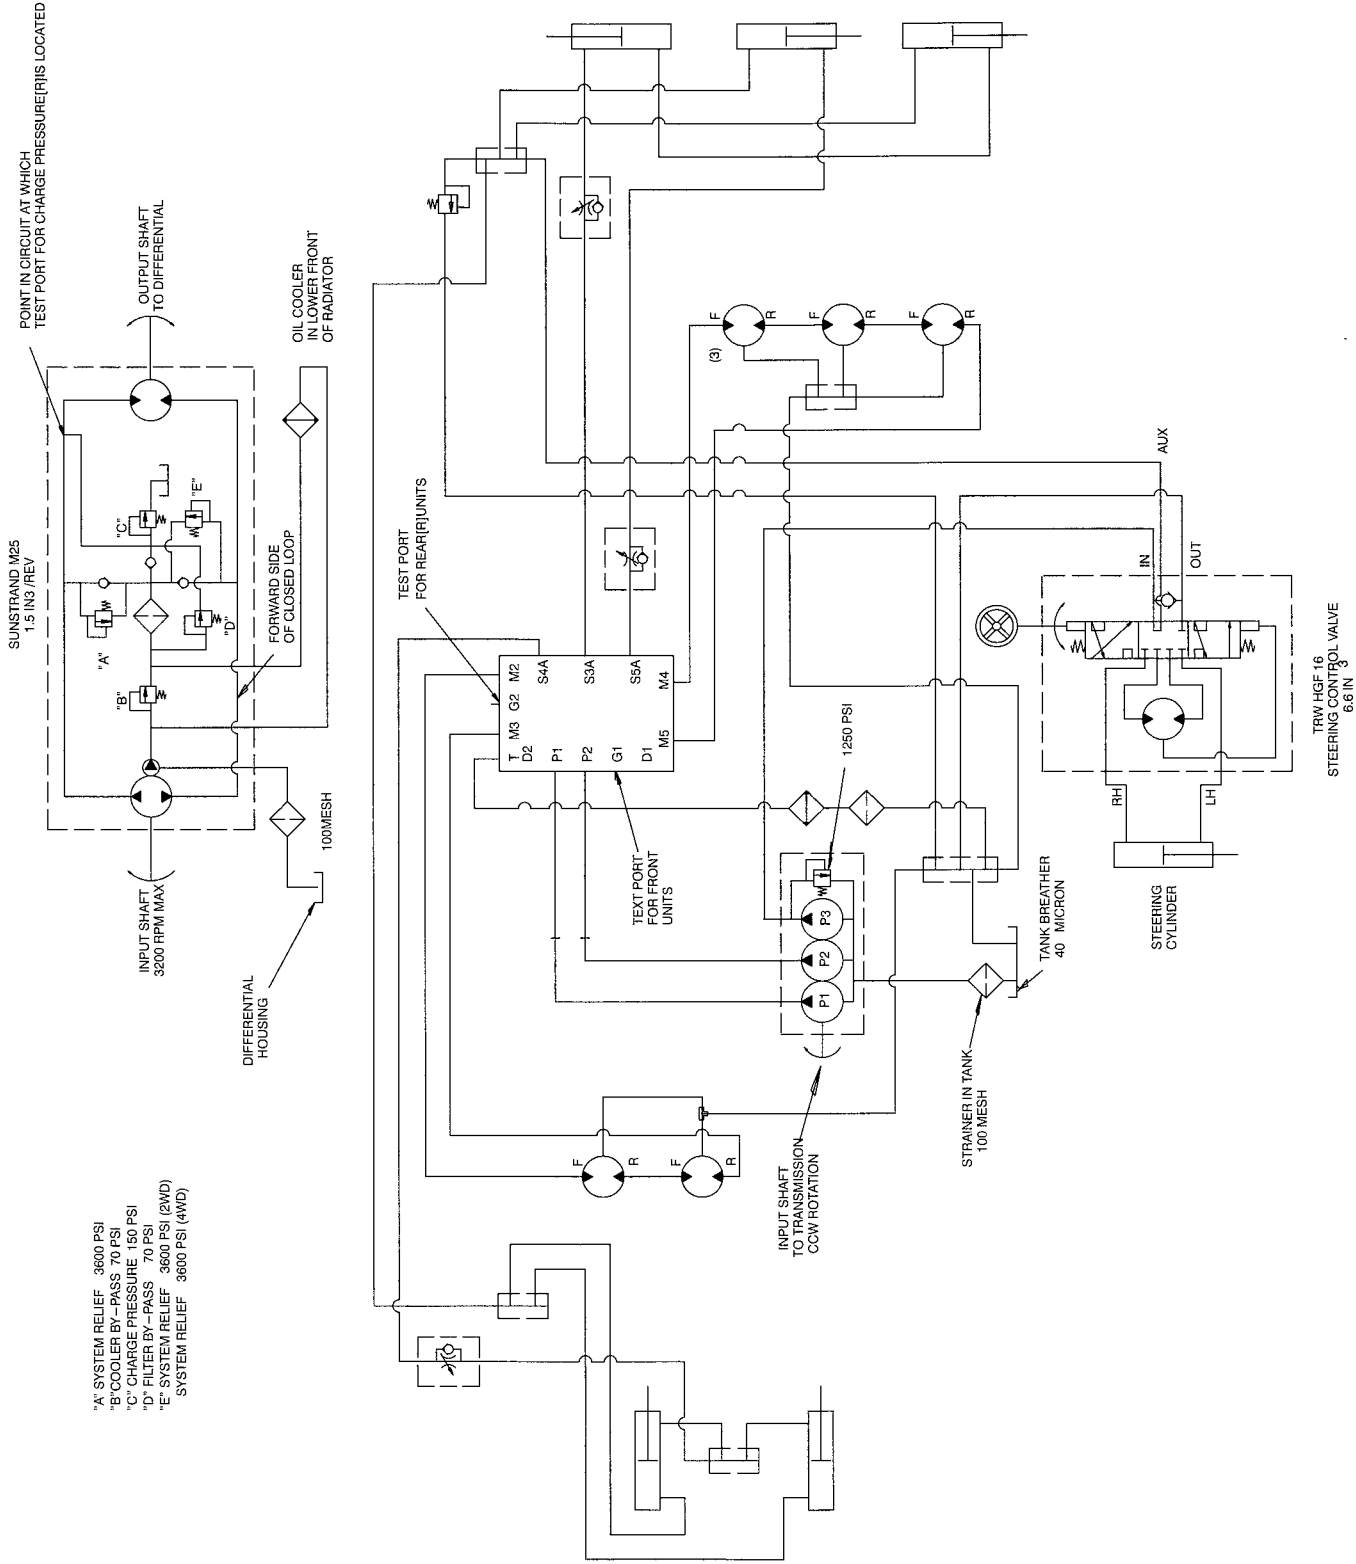 POINT IN CIRCUIT AT WHICH
TEST PORT FOR CHARGE PRESSURE[R]IS LOCATED
SUNSTRAND M25
1.5 IN3 /REV
OUTPUT SHAFT
TO DIFFERENTIAL
OIL COOLER
IN LOWER FRONT
OF RADIATOR
"A"
"B"
"C"
"D"
"E"
FORWARD SIDE
OF CLOSED LOOP
100MESH
INPUT SHAFT
3200 RPM MAX
DIFFERENTIAL
HOUSING
"A" SYSTEM RELIEF 3600 PSI
"B"COOLER BY-PASS 70 PSI
"C" CHARGE PRESSURE 150 PSI
"D" FILTER BY-PASS 70 PSI
"E" SYSTEM RELIEF 3600 PSI (2WD)
SYSTEM RELIEF 3600 PSI (4WD)
TEST PORT
FOR REAR[R]UNITS
M3 G2 M2
T
D2
S4A
P1
P2
S3A
G1
S5A
D1
M5
M4
TEXT PORT
FOR FRONT
UNITS
1250 PSI
P1
P2
P3
INPUT SHAFT
TO TRANSMISSION
CCW ROTATION
STRAINER IN TANK
100 MESH
TANK BREATHER
40 MICRON
F
R
F
R
(3)
F
R
F
R
F
R
AUX
IN
OUT
RH
LH
STEERING
CYLINDER
TRW HGF 16
STEERING CONTROL VALVE
6.6 IN 3